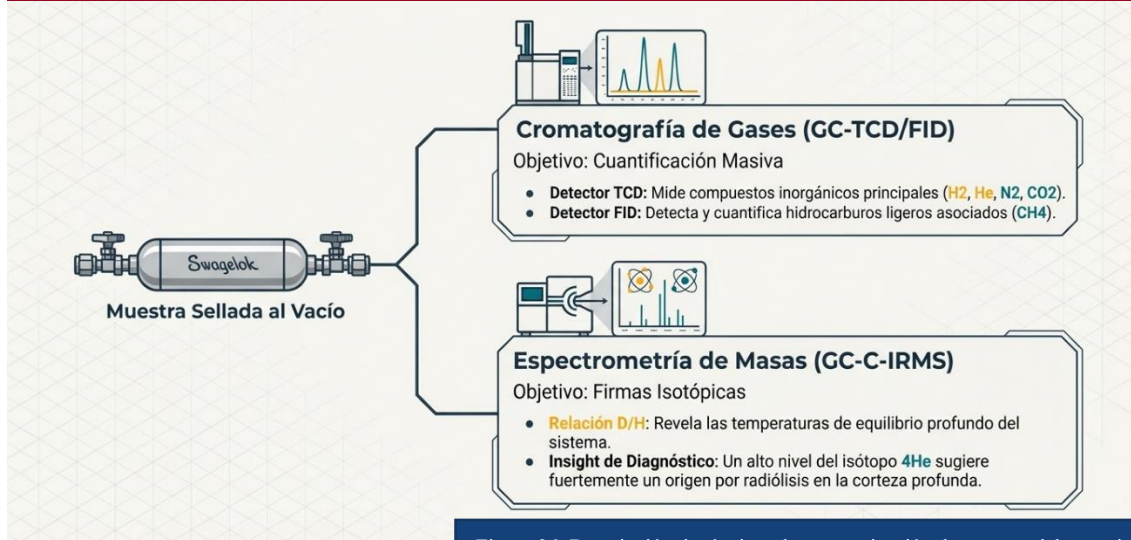 Cromatografía de Gases (GC-TCD/FID)
Objetivo: Cuantificación Masiva
• Detector TCD: Mide compuestos inorgánicos principales (H2, He, N2, CO2).
• Detector FID: Detecta y cuantifica hidrocarburos ligeros asociados (CH4).
Swagelok
Muestra Sellada al Vacío
Espectrometría de Masas (GC-C-IRMS)
Objetivo: Firmas Isotópicas
• Relación D/H: Revela las temperaturas de equilibrio profundo del
sistema.
• Insight de Diagnóstico: Un alto nivel del isótopo 4He sugiere
fuertemente un origen por radiólisis en la corteza profunda.